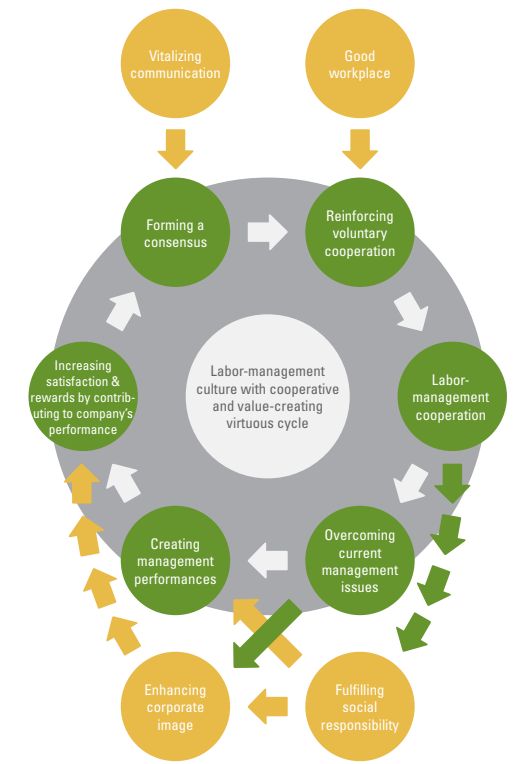 Vitalizing
communication
Good
workplace
Forming a
consensus
Reinforcing
voluntary
cooperation
Increasing
satisfaction &
rewards by contrib-
uting to company's
performance
Labor-management
culture with cooperative
and value-creating
virtuous cycle
Labor-
management
cooperation
Creating
management
performances
Overcoming
current
management
issues
Enhancing
corporate
image
Fulfilling
social
responsibility